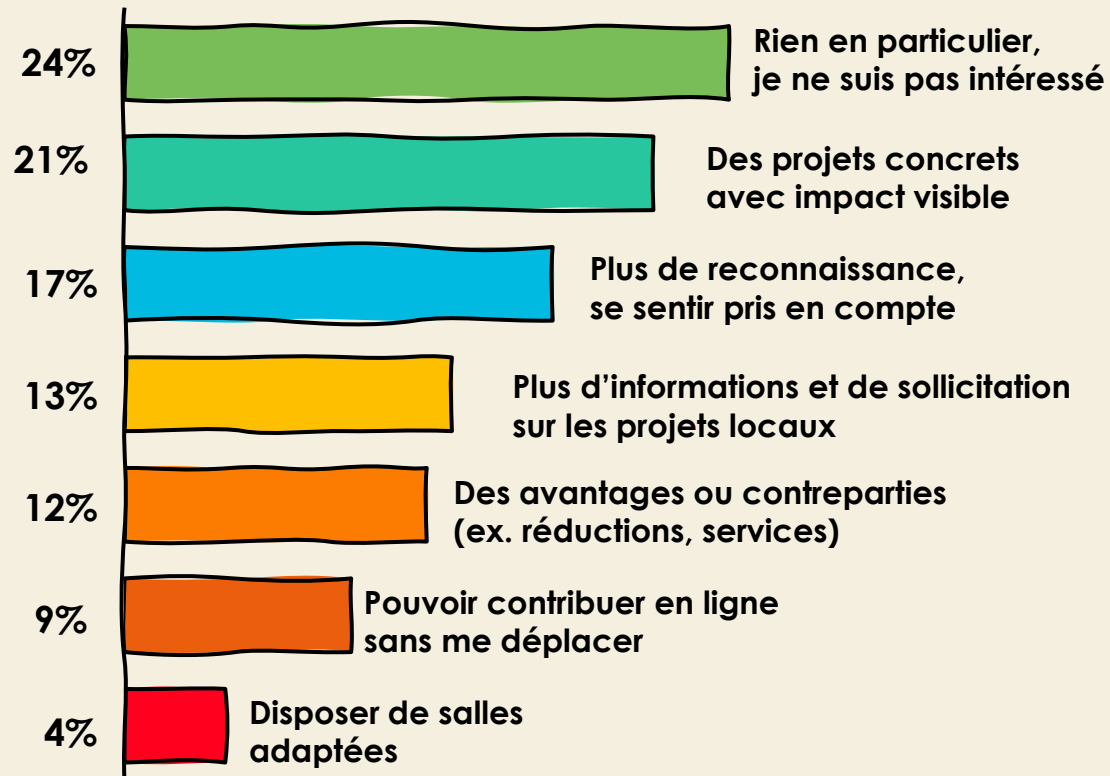 24%
Rien en particulier,
je ne suis pas intéressé
21%
Des projets concrets
avec impact visible
17%
Plus de reconnaissance,
se sentir pris en compte
13%
Plus d’informations et de sollicitation
sur les projets locaux
12%
Des avantages ou contreparties
(ex. réductions, services)
9%
Pouvoir contribuer en ligne
sans me déplacer
4%
Disposer de salles
adaptées